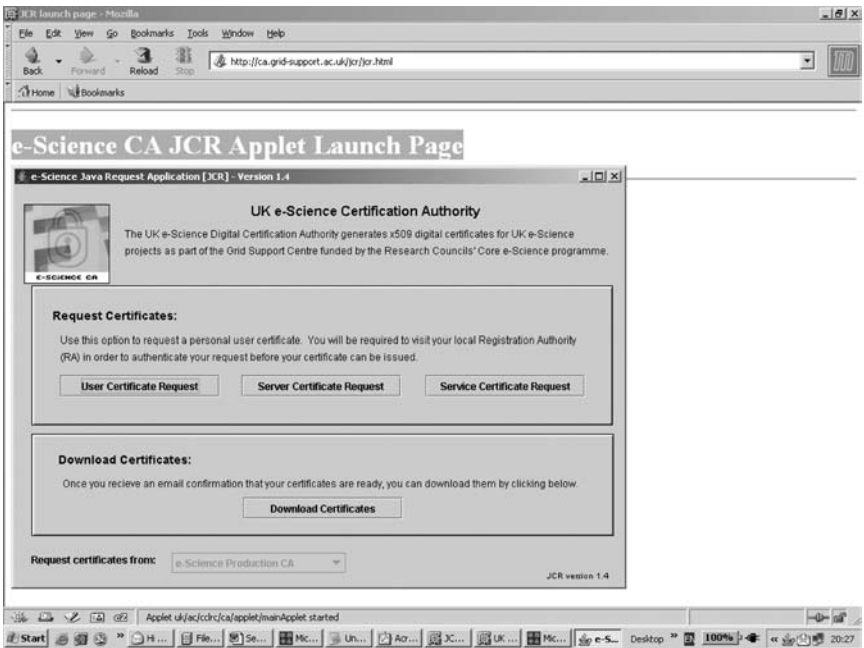 JCR launch page - Mozilla
File Edit View Go Bookmarks Tools Window Help
Back Forward Reload Stop
http://ca.grid-support.ac.uk/jcr/jcr.html
Home Bookmarks
e-Science CA JCR Applet Launch Page
e-Science Java Request Application [JCR] - Version 1.4
UK e-Science Certification Authority
The UK e-Science Digital Certification Authority generates x509 digital certificates for UK e-Science
projects as part of the Grid Support Centre funded by the Research Councils' Core e-Science programme.
E-SCIENCE CA
Request Certificates:
Use this option to request a personal user certificate. You will be required to visit your local Registration Authority
(RA) in order to authenticate your request before your certificate can be issued.
User Certificate Request Server Certificate Request Service Certificate Request
Download Certificates:
Once you recieve an email confirmation that your certificates are ready, you can download them by clicking below.
Download Certificates
Request certificates from: e-Science Production CA
JCR version 1.4
Applet uk/ac/cclrc/ca/applet/mainApplet started
Start » H... File... Se... Mc... Un... Acr... JC... UK ... Mc... e-S... Desktop » 100% « 20:27